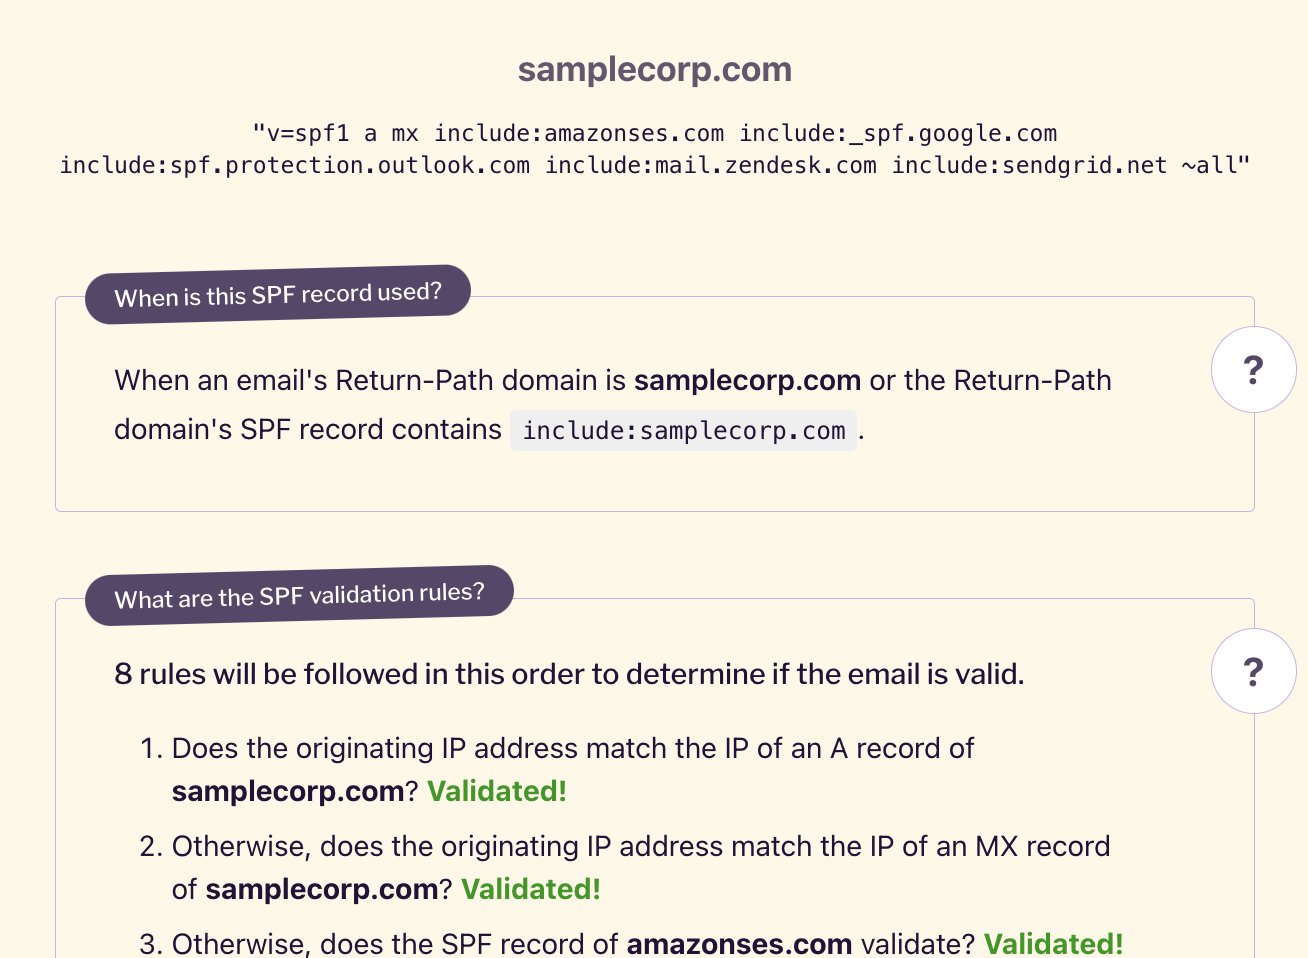 samplecorp.com
"v=spf1 a mx include:amazonses.com include:_spf.google.com
include:spf.protection.outlook.com include:mail.zendesk.com include:sendgrid.net ~all"
When is this SPF record used?
When an email's Return-Path domain is samplecorp.com or the Return-Path
domain's SPF record contains include:samplecorp.com.
?
What are the SPF validation rules?
8 rules will be followed in this order to determine if the email is valid.
?
1. Does the originating IP address match the IP of an A record of
samplecorp.com? Validated!
2. Otherwise, does the originating IP address match the IP of an MX record
of samplecorp.com? Validated!
3. Otherwise, does the SPF record of amazonses.com validate? Validated!